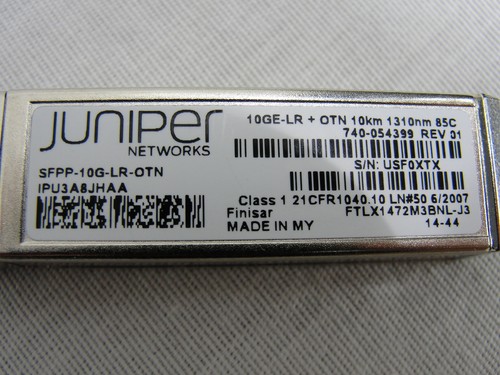 JUNIPER
NETWORKS
10GE-LR + OTN 10km 1310nm 85C
740-054399 REV 01
S/N: USF0XTX
SFPP-10G-LR-OTN
IPU3A8JHAA
Class 1 21CFR1040.10 LN#50 6/2007
Finisar FTLX1472M3BNL-J3
MADE IN MY 14-44